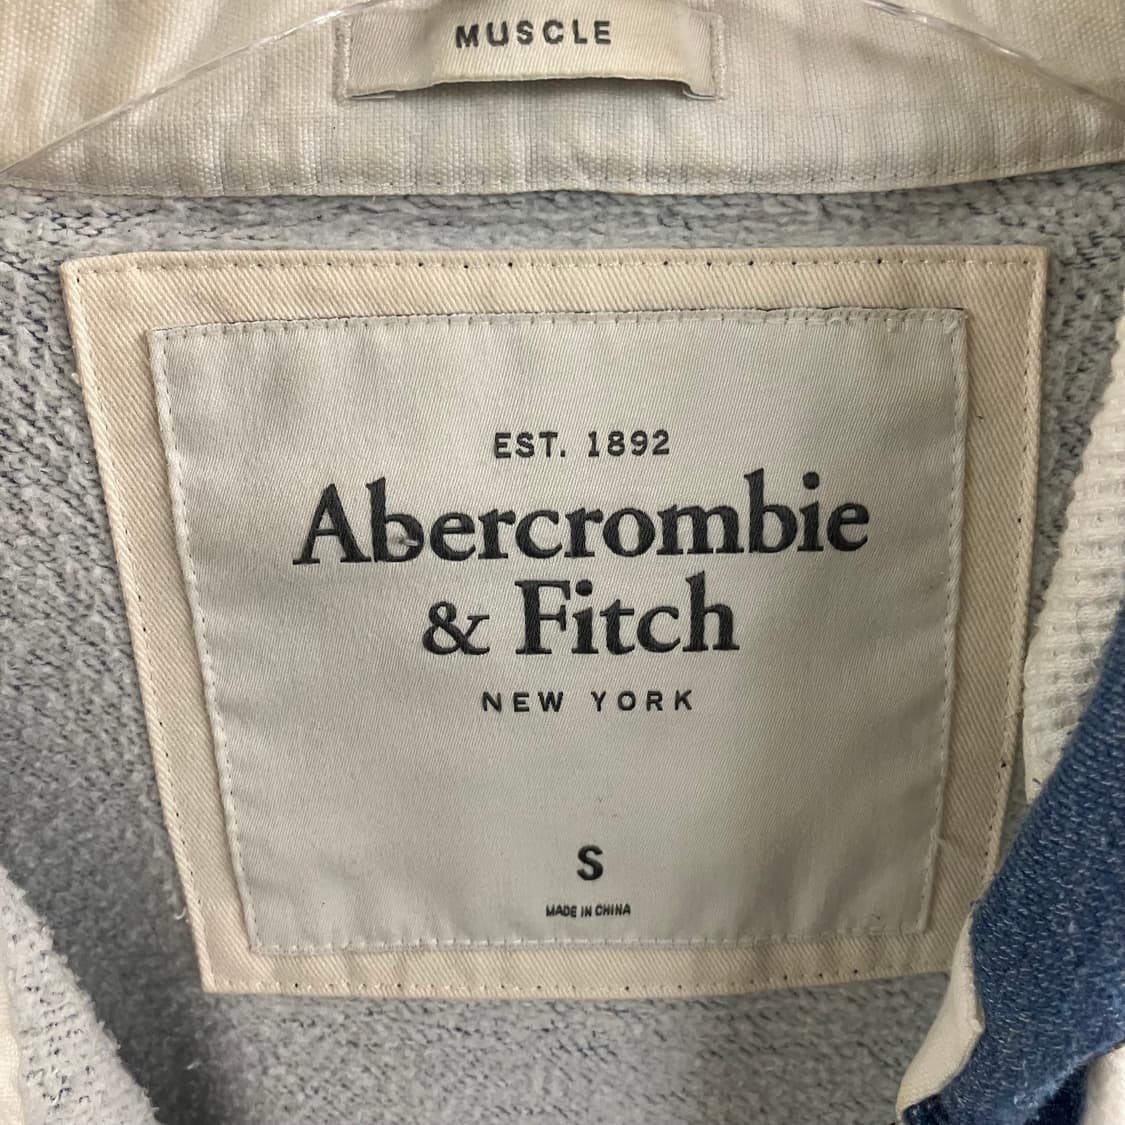 MUSCLE
EST. 1892
Abercrombie
& Fitch
NEW YORK
S
MADE IN CHINA